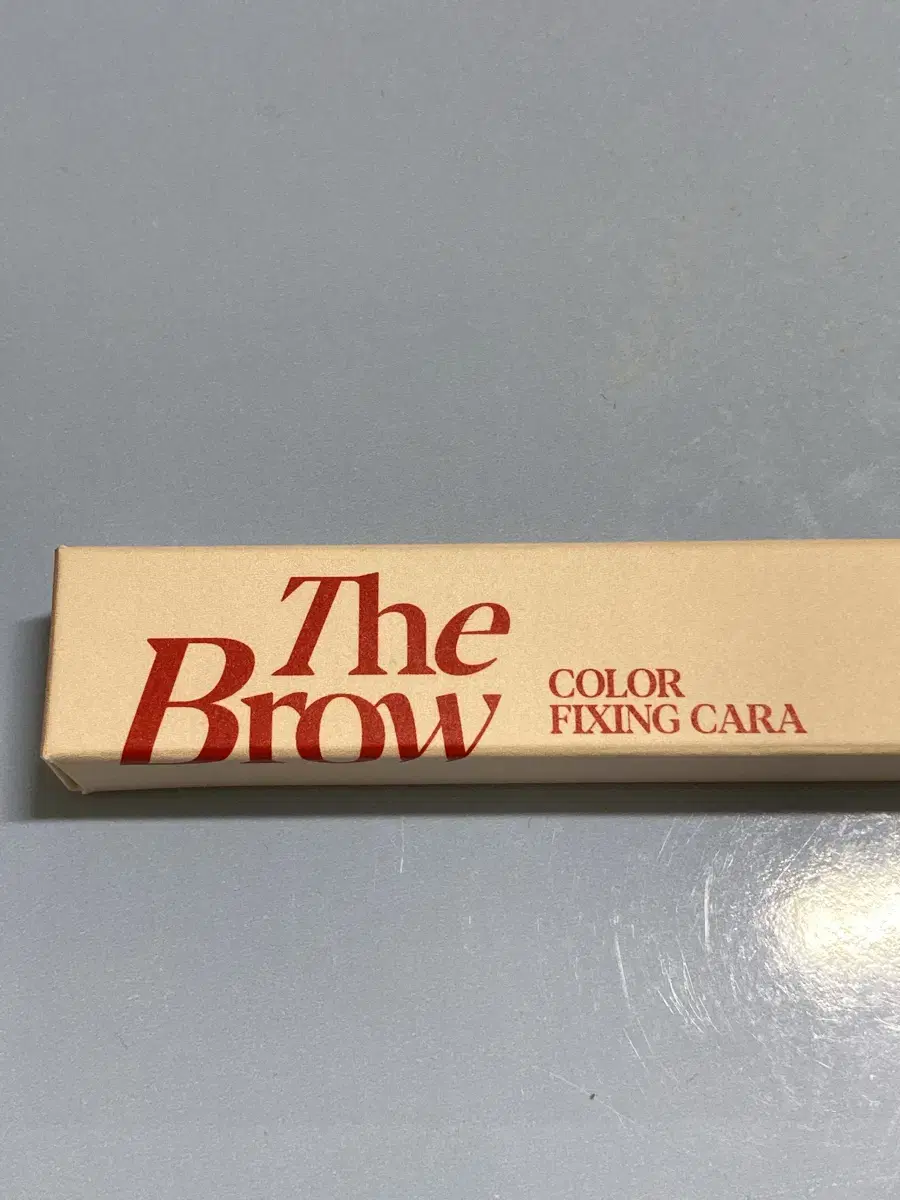 The
Brow
COLOR
FIXING CARA